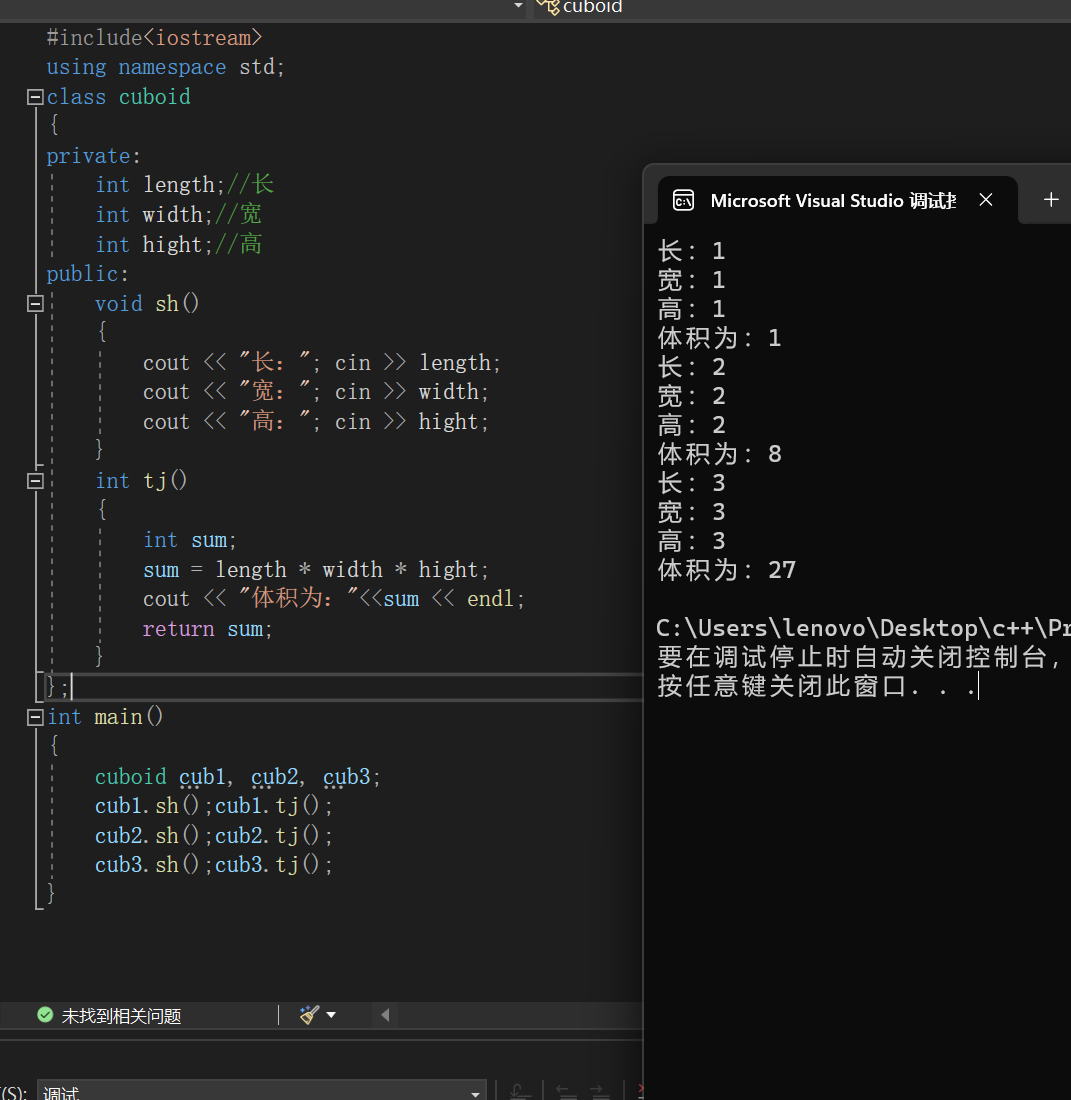 cuboid
#include<iostream>
using namespace std;
class cuboid
{
private:
int length;//长
int width;//宽
int hight;//高
public:
void sh()
{
cout << "长: "; cin >> length;
cout << "宽: "; cin >> width;
cout << "高: "; cin >> hight;
}
int tj()
{
int sum;
sum = length * width * hight;
cout << "体积为: "<<sum << endl;
return sum;
}
};
int main()
{
cuboid cub1, cub2, cub3;
cub1.sh();cub1.tj();
cub2.sh();cub2.tj();
cub3.sh();cub3.tj();
}
未找到相关问题
(S): 调试
Microsoft Visual Studio 调试
长: 1
宽: 1
高: 1
体积为: 1
长: 2
宽: 2
高: 2
体积为: 8
长: 3
宽: 3
高: 3
体积为: 27
C:\Users\lenovo\Desktop\c++\Pr
要在调试停止时自动关闭控制台,
按任意键关闭此窗口. . .